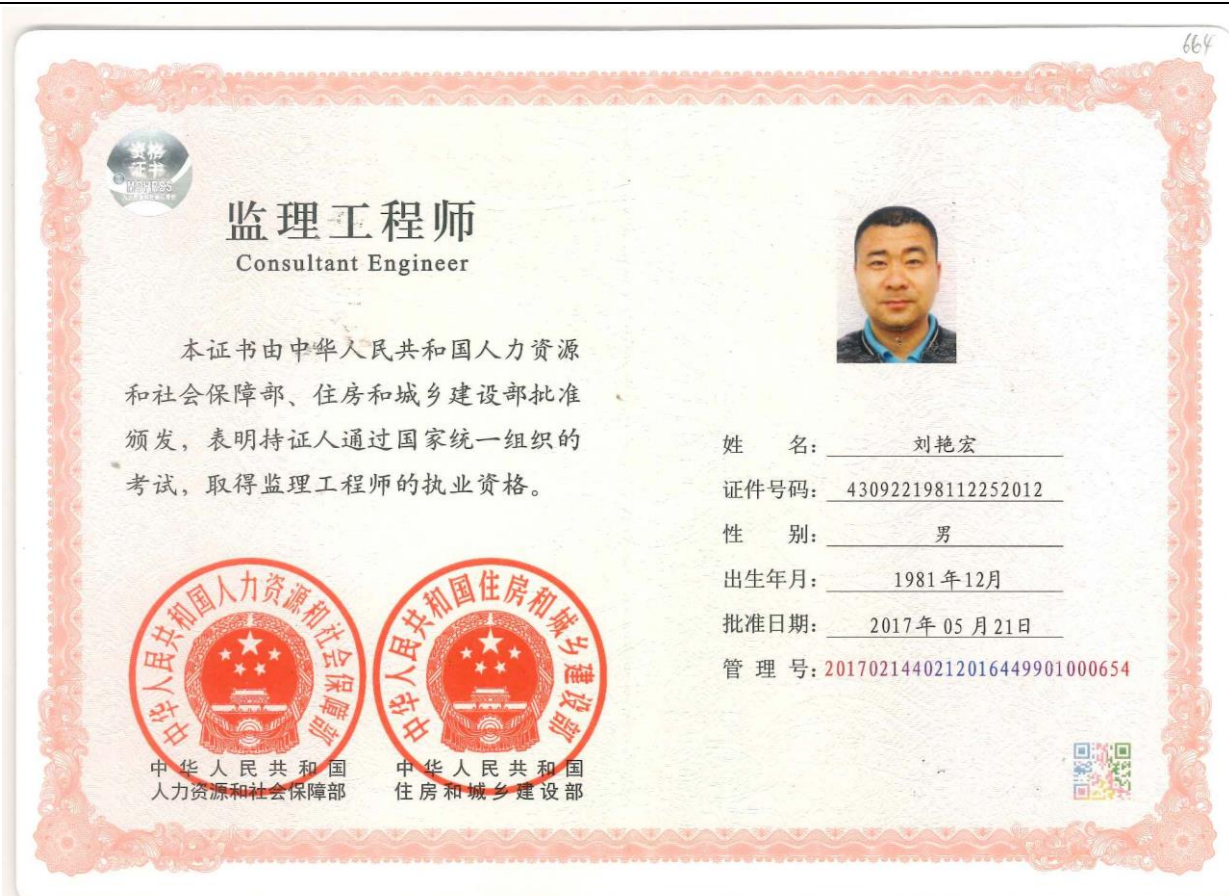 664
资格
证书
MOHRSS
监理工程师
Consultant Engineer
本证书由中华人民共和国人力资源
和社会保障部、住房和城乡建设部批准
颁发，表明持证人通过国家统一组织的
考试，取得监理工程师的执业资格。
中华人民共和国人力资源和社会保障部
中华人民共和国住房和城乡建设部
中华人民共和国
人力资源和社会保障部
中华人民共和国
住房和城乡建设部
姓 名：刘艳宏
证件号码：430922198112252012
性 别：男
出生年月：1981年12月
批准日期：2017年05月21日
管 理 号：2017021440212016449901000654